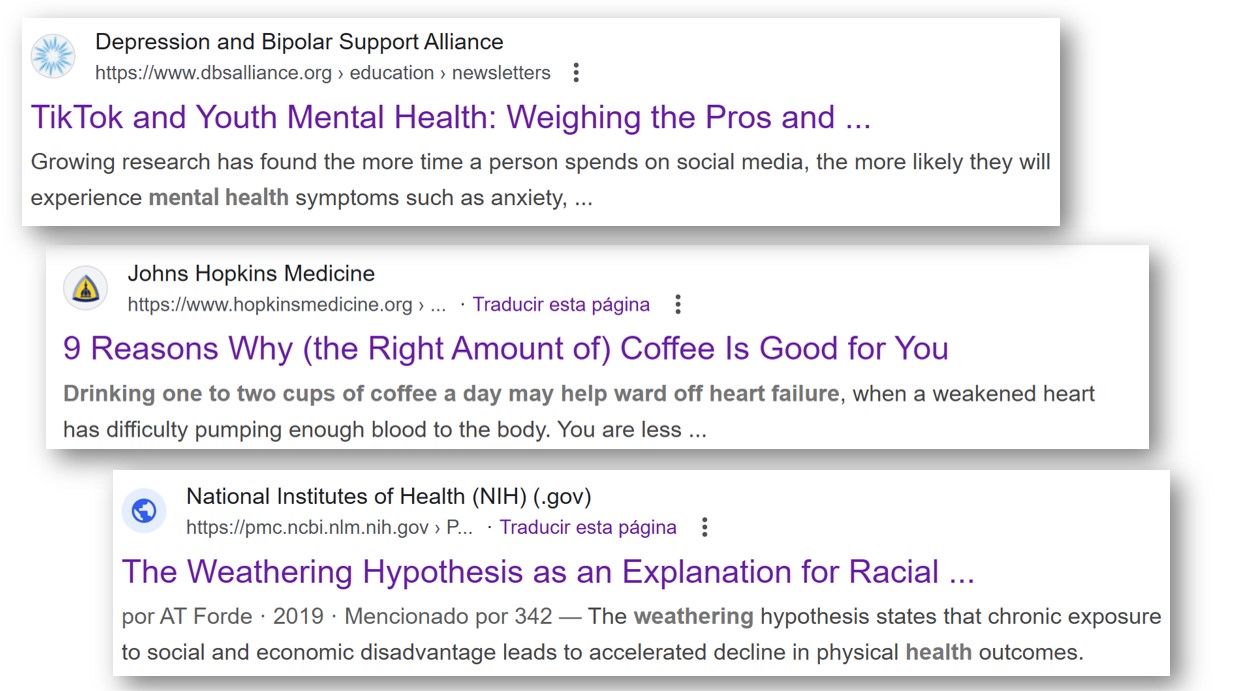 Depression and Bipolar Support Alliance
https://www.dbsalliance.org › education › newsletters
TikTok and Youth Mental Health: Weighing the Pros and ...
Growing research has found the more time a person spends on social media, the more likely they will
experience mental health symptoms such as anxiety, ...
Johns Hopkins Medicine
https://www.hopkinsmedicine.org › ... · Traducir esta página
9 Reasons Why (the Right Amount of) Coffee Is Good for You
Drinking one to two cups of coffee a day may help ward off heart failure, when a weakened heart
has difficulty pumping enough blood to the body. You are less ...
National Institutes of Health (NIH) (.gov)
https://pmc.ncbi.nlm.nih.gov › P... · Traducir esta página
The Weathering Hypothesis as an Explanation for Racial ...
por AT Forde · 2019 · Mencionado por 342 — The weathering hypothesis states that chronic exposure
to social and economic disadvantage leads to accelerated decline in physical health outcomes.